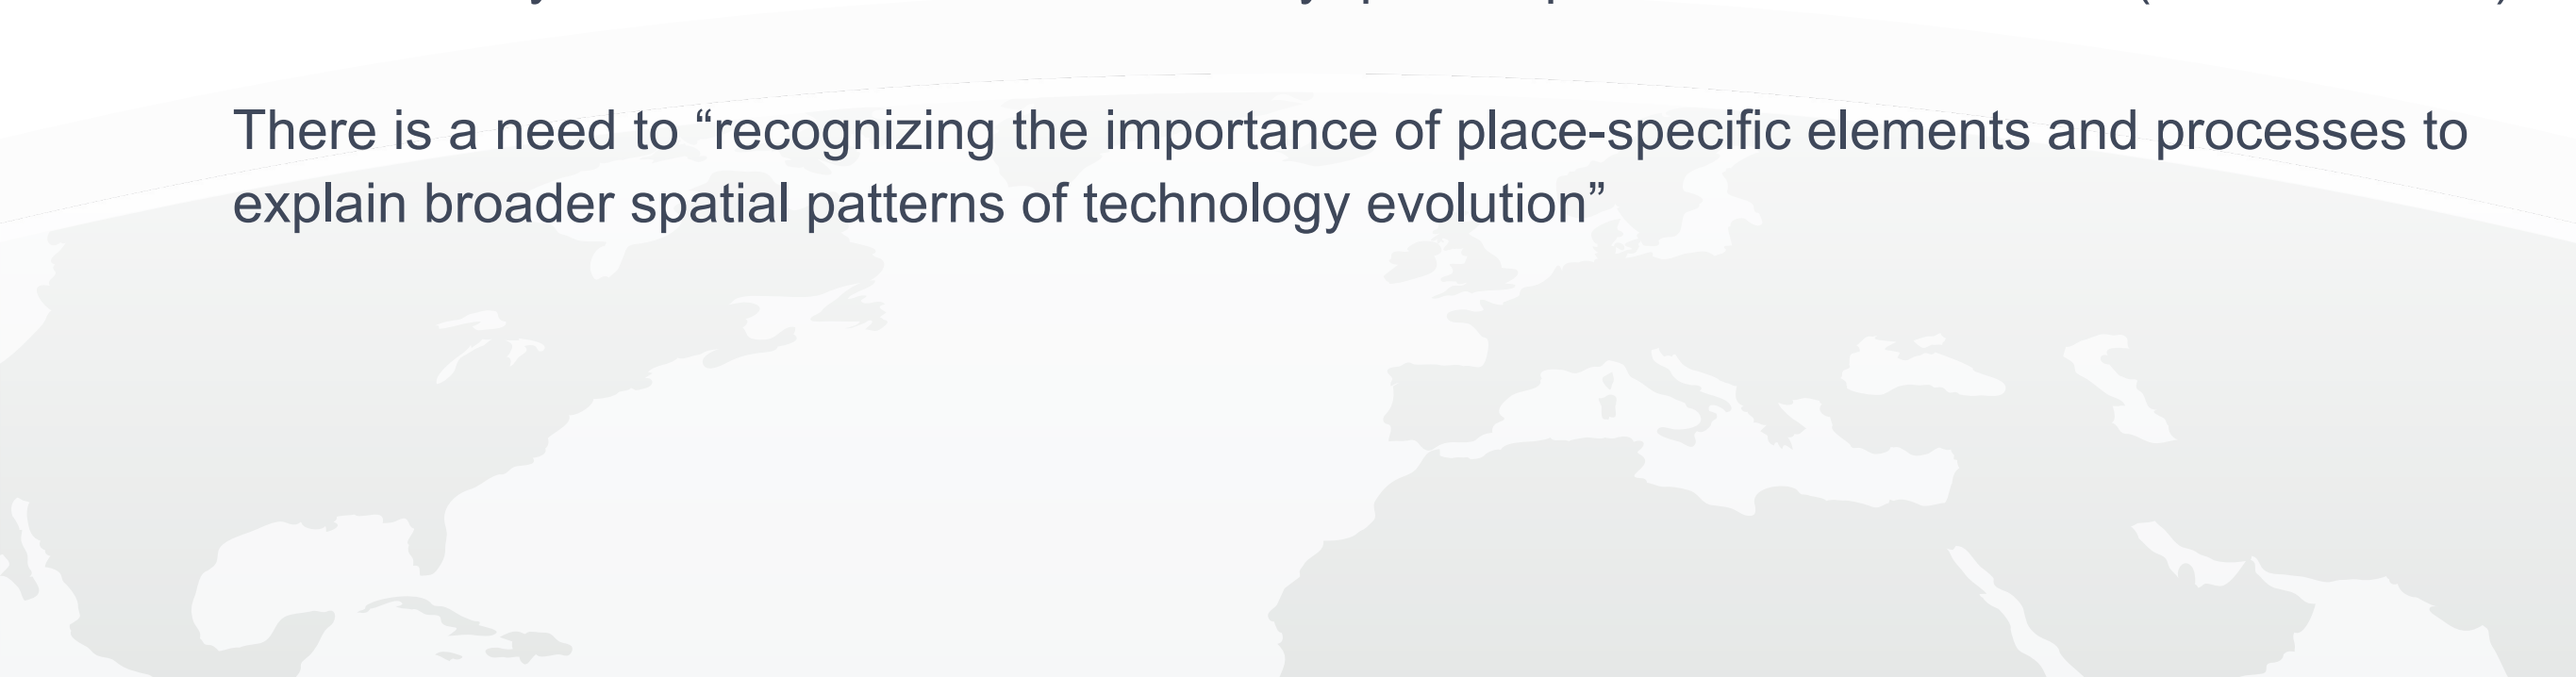 There is a need to “recognizing the importance of place-specific elements and processes to
explain broader spatial patterns of technology evolution”